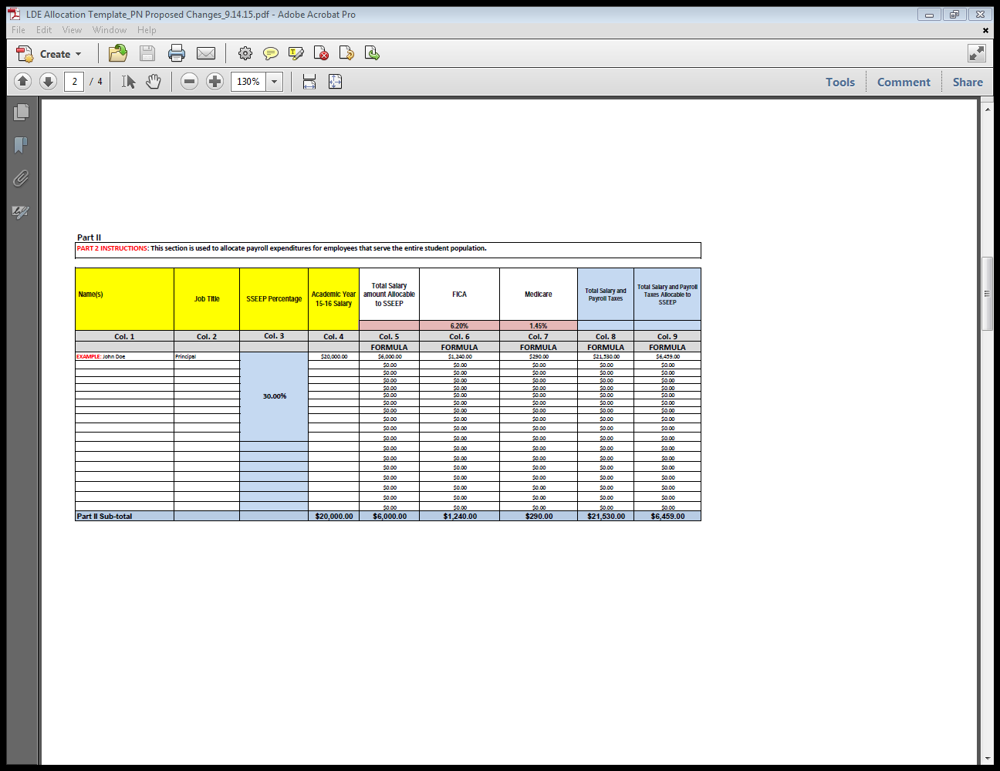 LDE Allocation Template_PN Proposed Changes_9.14.15.pdf - Adobe Acrobat Pro
File Edit View Window Help
Create
2 / 4 130% Tools Comment Share
Part II
PART 2 INSTRUCTIONS: This section is used to allocate payroll expenditures for employees that serve the entire student population.
Name(s) Job Title SSEEP Percentage Academic Year 15-16 Salary Total Salary amount Allocable to SSEEP FICA Medicare Total Salary and Payroll Taxes Total Salary and Payroll Taxes Allocable to SSEEP
6.20% 1.45%
Col. 1 Col. 2 Col. 3 Col. 4 Col. 5 Col. 6 Col. 7 Col. 8 Col. 9
FORMULA FORMULA FORMULA FORMULA FORMULA
EXAMPLE: John Doe Principal $20,000.00 $6,000.00 $1,240.00 $290.00 $21,530.00 $6,459.00
$0.00 $0.00 $0.00 $0.00 $0.00
$0.00 $0.00 $0.00 $0.00 $0.00
$0.00 $0.00 $0.00 $0.00 $0.00
$0.00 $0.00 $0.00 $0.00 $0.00
30.00% $0.00 $0.00 $0.00 $0.00 $0.00
$0.00 $0.00 $0.00 $0.00 $0.00
$0.00 $0.00 $0.00 $0.00 $0.00
$0.00 $0.00 $0.00 $0.00 $0.00
$0.00 $0.00 $0.00 $0.00 $0.00
$0.00 $0.00 $0.00 $0.00 $0.00
$0.00 $0.00 $0.00 $0.00 $0.00
$0.00 $0.00 $0.00 $0.00 $0.00
$0.00 $0.00 $0.00 $0.00 $0.00
$0.00 $0.00 $0.00 $0.00 $0.00
$0.00 $0.00 $0.00 $0.00 $0.00
$0.00 $0.00 $0.00 $0.00 $0.00
$0.00 $0.00 $0.00 $0.00 $0.00
Part II Sub-total $20,000.00 $6,000.00 $1,240.00 $290.00 $21,530.00 $6,459.00